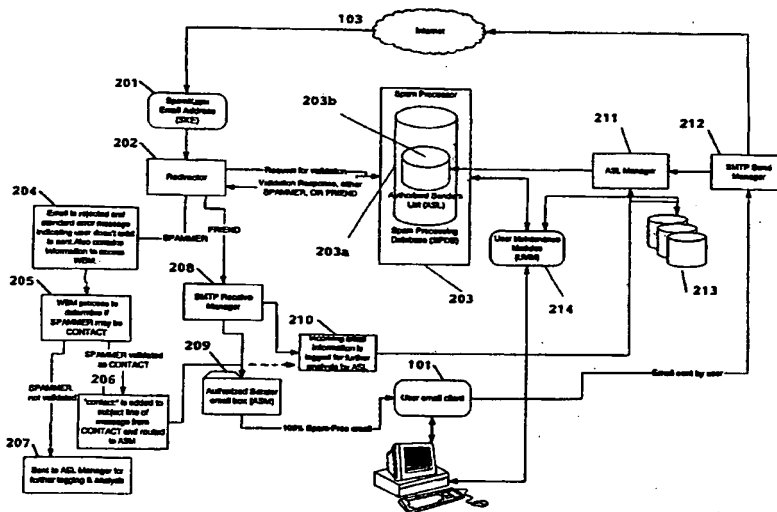 103
Internet
201
SpamKapu
Email Address
(SKE)
202
Redirector
Request for validation
Validation Response, either
SPAMMER, OR FRIEND
203b
Spam Processor
Authorized Senders
List (ASL)
Spam Processing
Database (SPDB)
203a
203
211
ASL Manager
212
SMTP Send
Manager
213
User Maintenance
Modules
(UMM)
214
204
Email is rejected and
standard error message
indicating user doesn't exist
is sent. Also contains
information to access
WBM.
SPAMMER
FRIEND
205
WBM process to
determine if
SPAMMER may be
CONTACT
SPAMMER validated
as CONTACT
SPAMMER
not validated
206
"contact:" is added to
subject line of
message from
CONTACT and routed
to ASM
207
Sent to ASL Manager for
further tagging & analysis
208
SMTP Receive
Manager
209
Authorized Sender
email box (ASM)
210
Incoming email
information is
tagged for further
analysis by ASL
100% Spam-Free email
101
User email client
Email sent by user